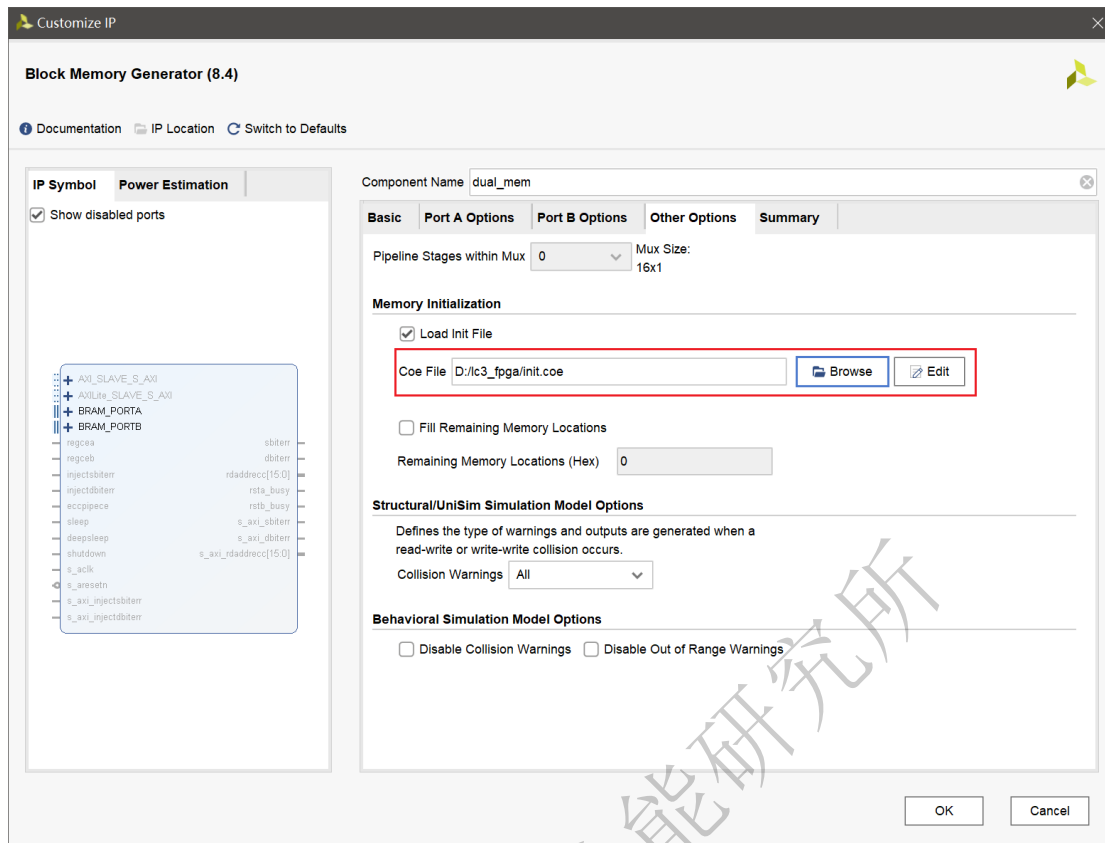 Customize IP
Block Memory Generator (8.4)
Documentation IP Location Switch to Defaults
IP Symbol Power Estimation
Show disabled ports
AXI_SLAVE_S_AXI
AXILite_SLAVE_S_AXI
BRAM_PORTA
BRAM_PORTB
regcea sbiterr
regceb dbiterr
injectsbiterr rdaddrecc[15:0]
injectdbiterr rsta_busy
eccpipece rstb_busy
sleep s_axi_sbiterr
deepsleep s_axi_dbiterr
shutdown s_axi_rdaddrecc[15:0]
s_aclk
s_aresetn
s_axi_injectsbiterr
s_axi_injectdbiterr
Component Name dual_mem
Basic Port A Options Port B Options Other Options Summary
Pipeline Stages within Mux 0 Mux Size:
16x1
Memory Initialization
Load Init File
Coe File D:/lc3_fpga/init.coe Browse Edit
Fill Remaining Memory Locations
Remaining Memory Locations (Hex) 0
Structural/UniSim Simulation Model Options
Defines the type of warnings and outputs are generated when a
read-write or write-write collision occurs.
Collision Warnings All
Behavioral Simulation Model Options
Disable Collision Warnings Disable Out of Range Warnings
OK Cancel
能研究所